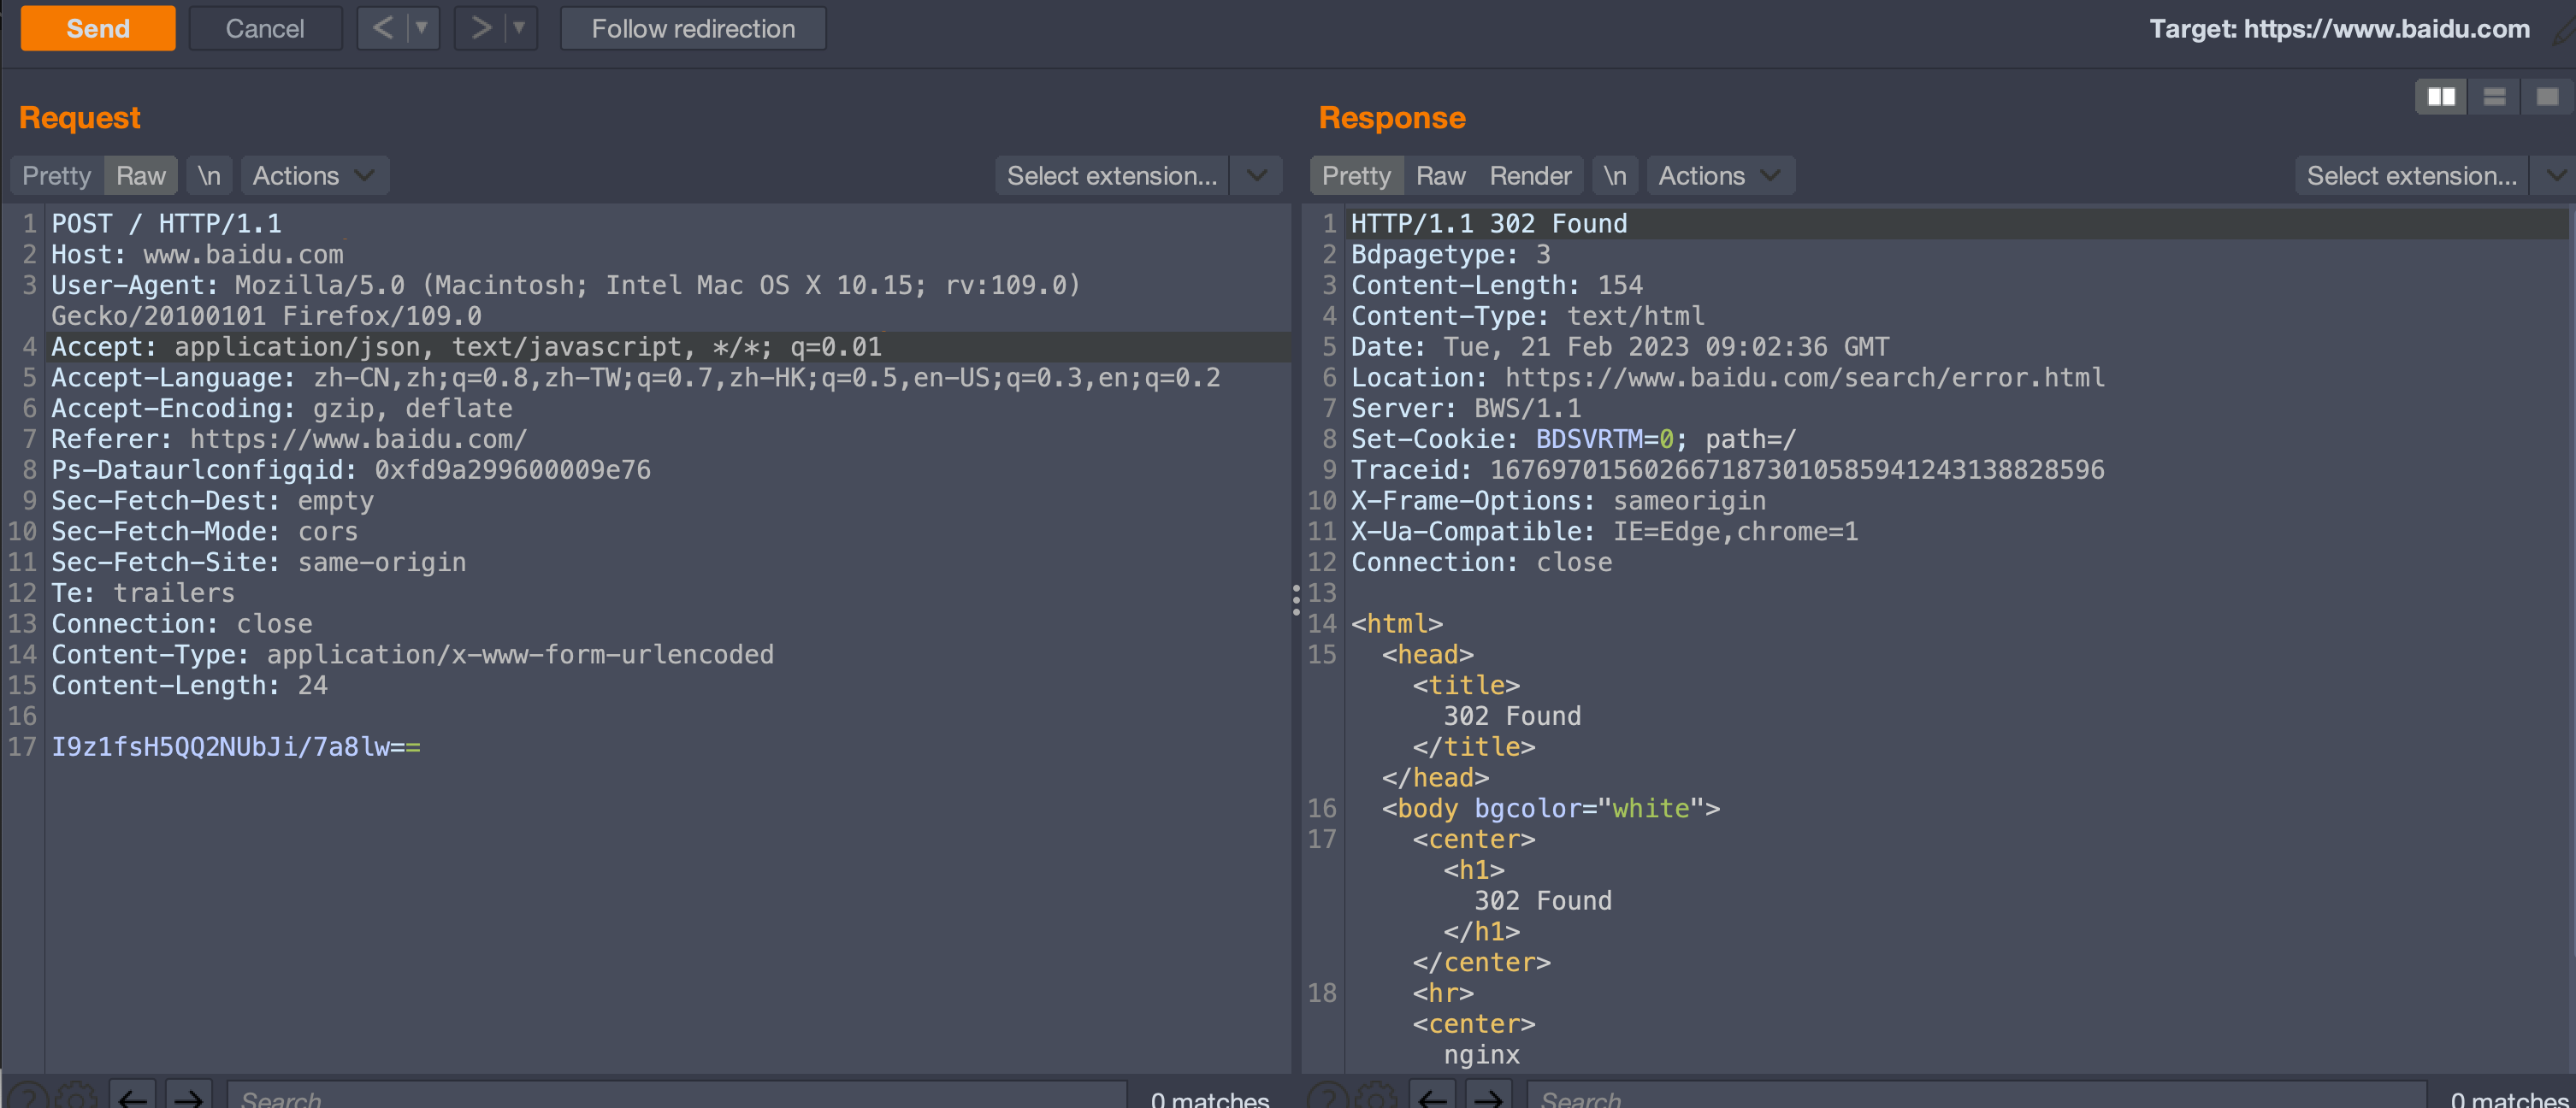 Send Cancel < ▼ > ▼ Follow redirection Target: https://www.baidu.com
Request
Pretty Raw \n Actions Select extension...
1 POST / HTTP/1.1
2 Host: www.baidu.com
3 User-Agent: Mozilla/5.0 (Macintosh; Intel Mac OS X 10.15; rv:109.0)
Gecko/20100101 Firefox/109.0
4 Accept: application/json, text/javascript, */*; q=0.01
5 Accept-Language: zh-CN,zh;q=0.8,zh-TW;q=0.7,zh-HK;q=0.5,en-US;q=0.3,en;q=0.2
6 Accept-Encoding: gzip, deflate
7 Referer: https://www.baidu.com/
8 Ps-Dataurlconfigqid: 0xfd9a299600009e76
9 Sec-Fetch-Dest: empty
10 Sec-Fetch-Mode: cors
11 Sec-Fetch-Site: same-origin
12 Te: trailers
13 Connection: close
14 Content-Type: application/x-www-form-urlencoded
15 Content-Length: 24
16
17 I9z1fsH5QQ2NUbJi/7a8lw==
? ← → Search 0 matches
Response
Pretty Raw Render \n Actions Select extension...
1 HTTP/1.1 302 Found
2 Bdpagetype: 3
3 Content-Length: 154
4 Content-Type: text/html
5 Date: Tue, 21 Feb 2023 09:02:36 GMT
6 Location: https://www.baidu.com/search/error.html
7 Server: BWS/1.1
8 Set-Cookie: BDSVRTM=0; path=/
9 Traceid: 1676970156026671873010585941243138828596
10 X-Frame-Options: sameorigin
11 X-Ua-Compatible: IE=Edge,chrome=1
12 Connection: close
13
14 <html>
15 <head>
<title>
302 Found
</title>
</head>
16 <body bgcolor="white">
17 <center>
<h1>
302 Found
</h1>
</center>
18 <hr>
<center>
nginx
? ← → Search 0 matches